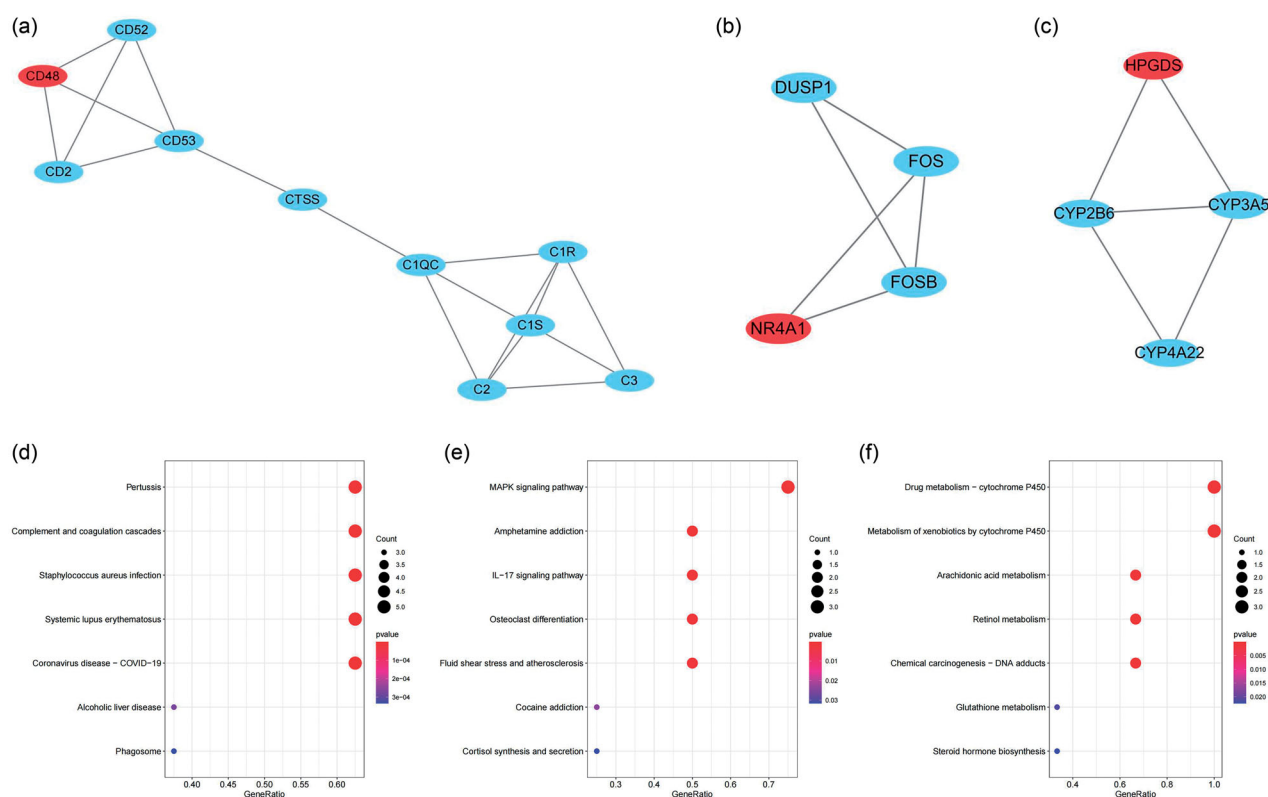 (a)
CD52
CD48
CD53
CD2
CTSS
C1QC
C1R
C1S
C2
C3
(b)
DUSP1
FOS
FOSB
NR4A1
(c)
HPGDS
CYP2B6
CYP3A5
CYP4A22
(d)
Pertussis
Complement and coagulation cascades
Staphylococcus aureus infection
Systemic lupus erythematosus
Coronavirus disease − COVID−19
Alcoholic liver disease
Phagosome
0.40 0.45 0.50 0.55 0.60
GeneRatio
Count
3.0
3.5
4.0
4.5
5.0
pvalue
1e−04
2e−04
3e−04
(e)
MAPK signaling pathway
Amphetamine addiction
IL−17 signaling pathway
Osteoclast differentiation
Fluid shear stress and atherosclerosis
Cocaine addiction
Cortisol synthesis and secretion
0.3 0.4 0.5 0.6 0.7
GeneRatio
Count
1.0
1.5
2.0
2.5
3.0
pvalue
0.01
0.02
0.03
(f)
Drug metabolism − cytochrome P450
Metabolism of xenobiotics by cytochrome P450
Arachidonic acid metabolism
Retinol metabolism
Chemical carcinogenesis − DNA adducts
Glutathione metabolism
Steroid hormone biosynthesis
0.4 0.6 0.8 1.0
GeneRatio
Count
1.0
1.5
2.0
2.5
3.0
pvalue
0.005
0.010
0.015
0.020